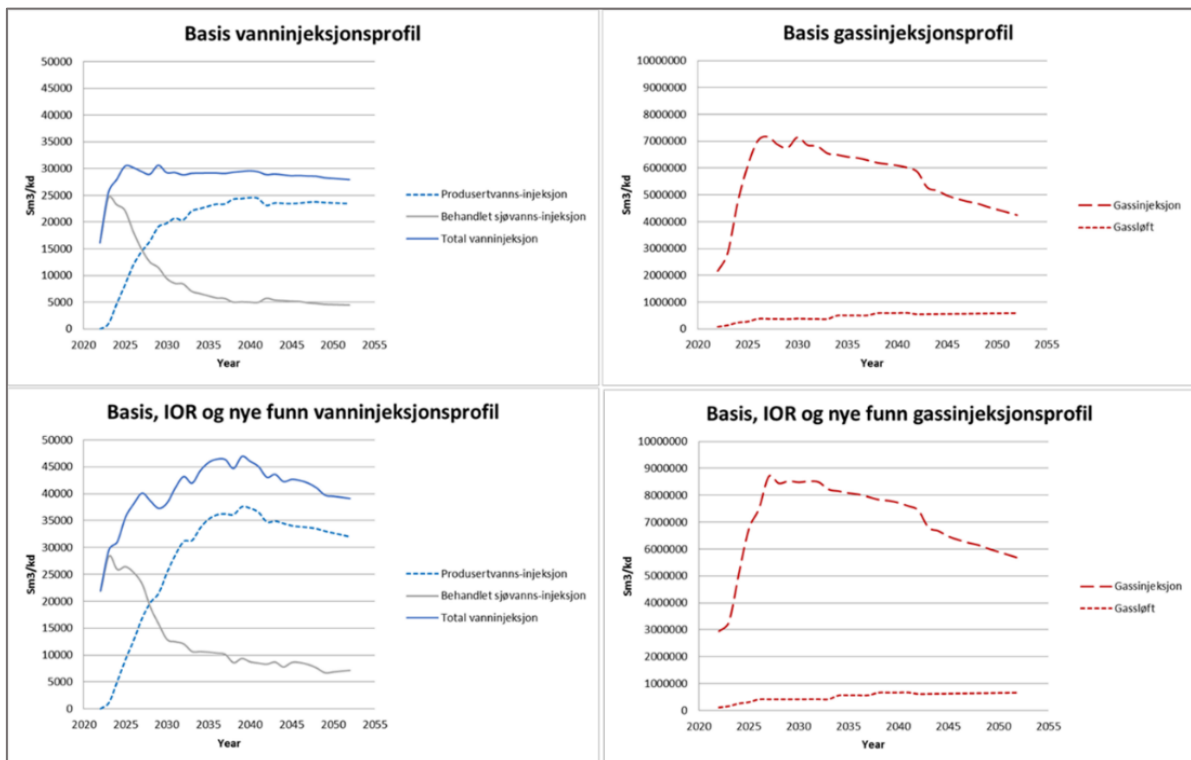 Basis vanninjeksjonsprofil
50000
45000
40000
35000
30000
25000
20000
15000
10000
5000
0
Sm3/kd
2020 2025 2030 2035 2040 2045 2050 2055
Year
Produsertvanns-injeksjon
Behandlet sjøvanns-injeksjon
Total vanninjeksjon
Basis gassinjeksjonsprofil
10000000
9000000
8000000
7000000
6000000
5000000
4000000
3000000
2000000
1000000
0
Sm3/kd
2020 2025 2030 2035 2040 2045 2050 2055
Year
Gassinjeksjon
Gassløft
Basis, IOR og nye funn vanninjeksjonsprofil
50000
45000
40000
35000
30000
25000
20000
15000
10000
5000
0
Sm3/kd
2020 2025 2030 2035 2040 2045 2050 2055
Year
Produsertvanns-injeksjon
Behandlet sjøvanns-injeksjon
Total vanninjeksjon
Basis, IOR og nye funn gassinjeksjonsprofil
10000000
9000000
8000000
7000000
6000000
5000000
4000000
3000000
2000000
1000000
0
Sm3/kd
2020 2025 2030 2035 2040 2045 2050 2055
Year
Gassinjeksjon
Gassløft